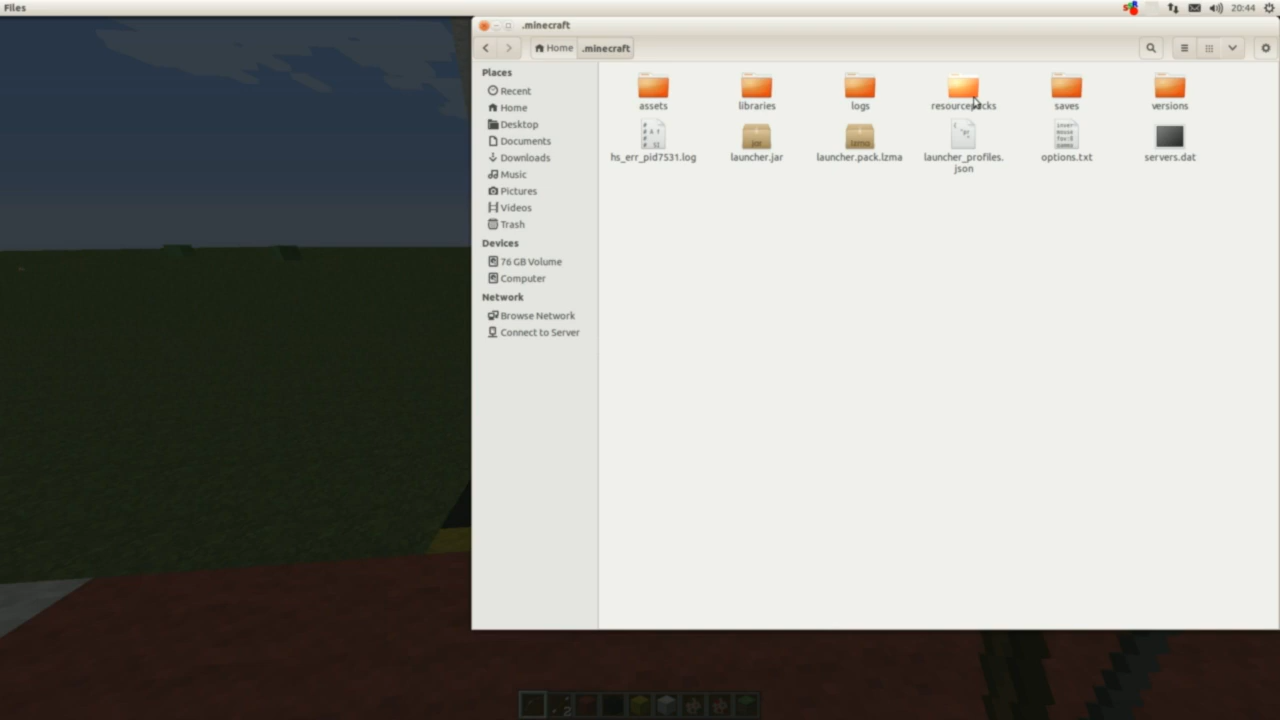 Files
20:44
.minecraft
Home
.minecraft
Places
Recent
Home
Desktop
Documents
Downloads
Music
Pictures
Videos
Trash
Devices
76 GB Volume
Computer
Network
Browse Network
Connect to Server
assets
libraries
logs
resourcepacks
saves
versions
hs_err_pid7531.log
launcher.jar
launcher.pack.lzma
launcher_profiles.
json
options.txt
servers.dat
2